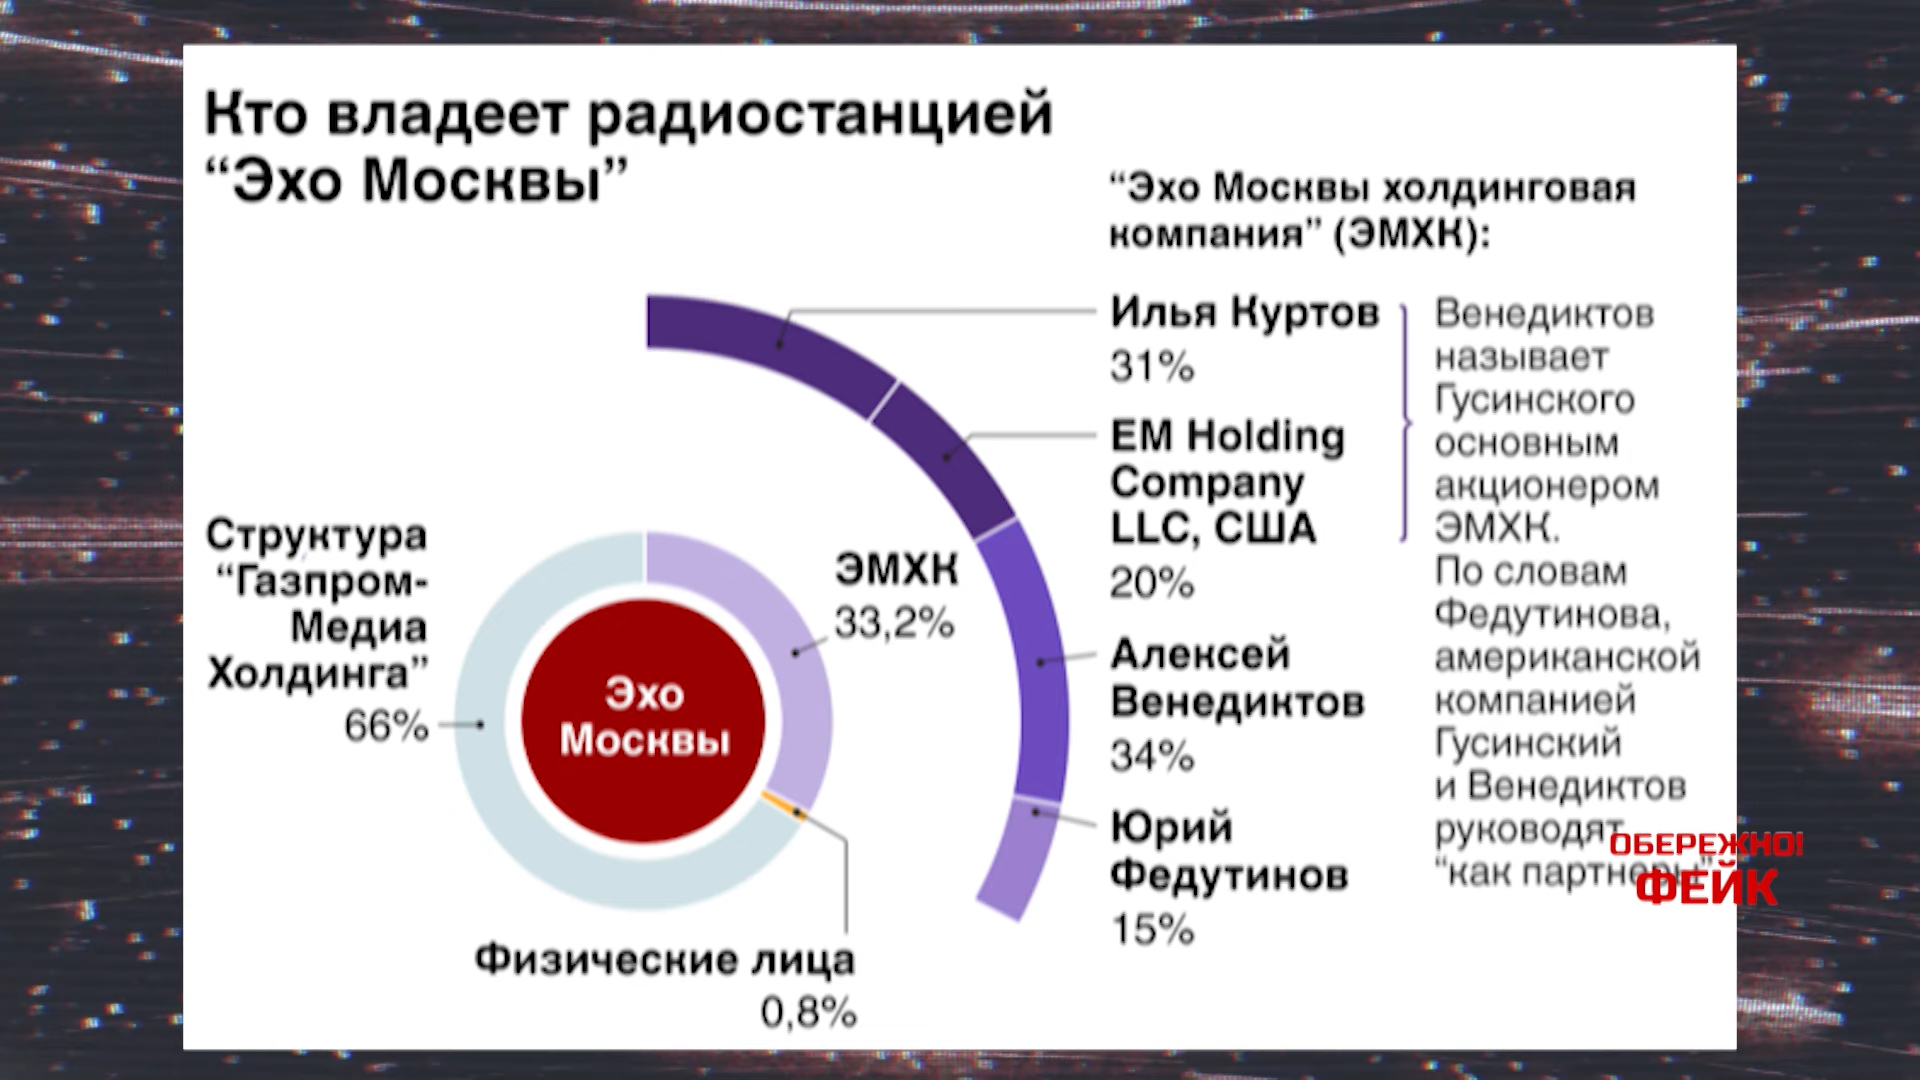 Кто владеет радиостанцией
“Эхо Москвы”
“Эхо Москвы холдинговая
компания” (ЭМХК):
Илья Куртов
31%
EM Holding
Company
LLC, США
20%
Алексей
Венедиктов
34%
Юрий
Федутинов
15%
Венедиктов
называет
Гусинского
основным
акционером
ЭМХК.
По словам
Федутинова,
американской
компанией
Гусинский
и Венедиктов
руководят
“как партнеры”
Структура
“Газпром-
Медиа
Холдинга”
66%
ЭМХК
33,2%
Эхо
Москвы
Физические лица
0,8%
ОБЕРЕЖНО!
ФЕЙК